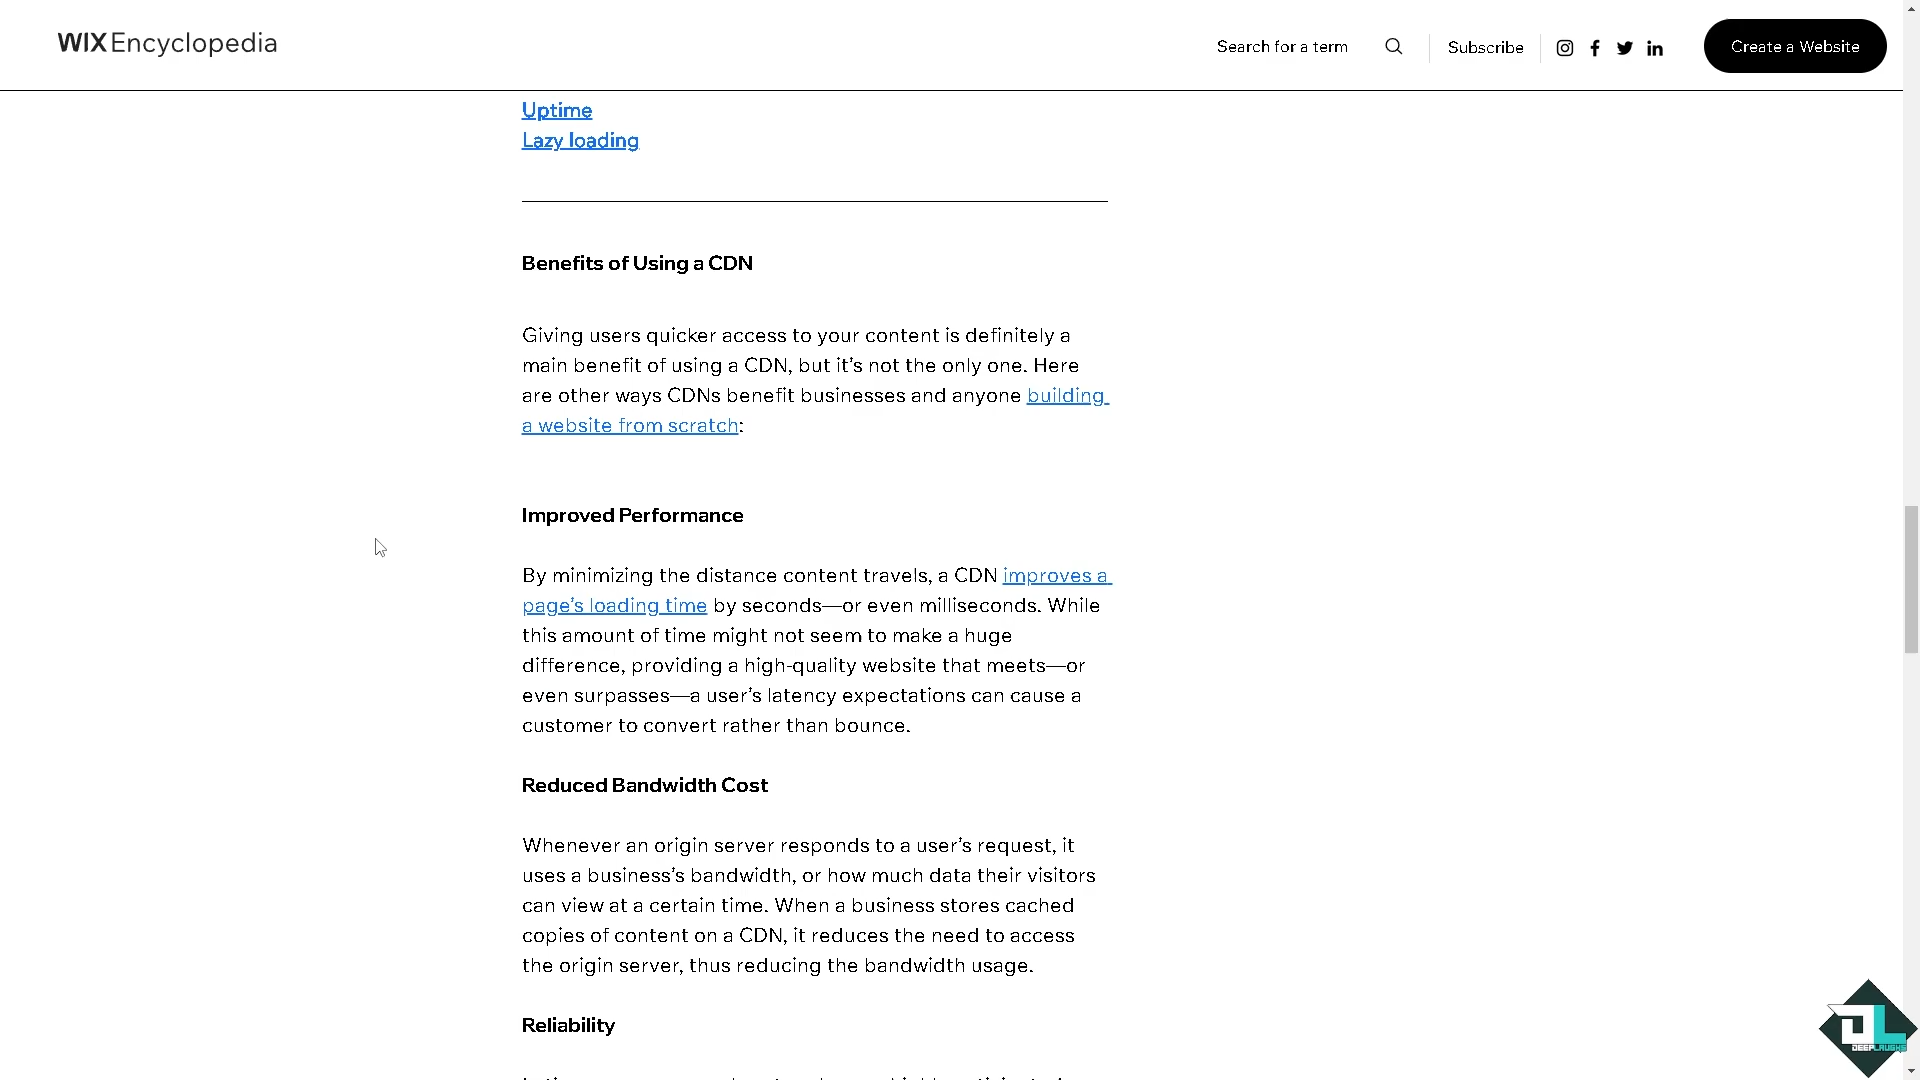 WIX Encyclopedia
Search for a term
Subscribe
Create a Website
Uptime
Lazy loading
Benefits of Using a CDN
Giving users quicker access to your content is definitely a
main benefit of using a CDN, but it’s not the only one. Here
are other ways CDNs benefit businesses and anyone building
a website from scratch:
Improved Performance
By minimizing the distance content travels, a CDN improves a
page’s loading time by seconds—or even milliseconds. While
this amount of time might not seem to make a huge
difference, providing a high-quality website that meets—or
even surpasses—a user’s latency expectations can cause a
customer to convert rather than bounce.
Reduced Bandwidth Cost
Whenever an origin server responds to a user’s request, it
uses a business’s bandwidth, or how much data their visitors
can view at a certain time. When a business stores cached
copies of content on a CDN, it reduces the need to access
the origin server, thus reducing the bandwidth usage.
Reliability
DEEPLAUGHS